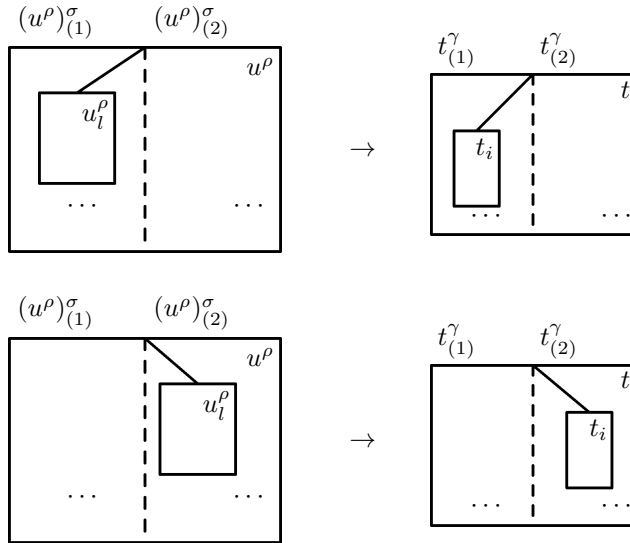 (u^ρ)^σ_(1) (u^ρ)^σ_(2)
u^ρ
u^ρ_l
... ...
→
t^γ_(1) t^γ_(2)
t
t_i
... ...
(u^ρ)^σ_(1) (u^ρ)^σ_(2)
u^ρ
u^ρ_l
... ...
→
t^γ_(1) t^γ_(2)
t
t_i
... ...